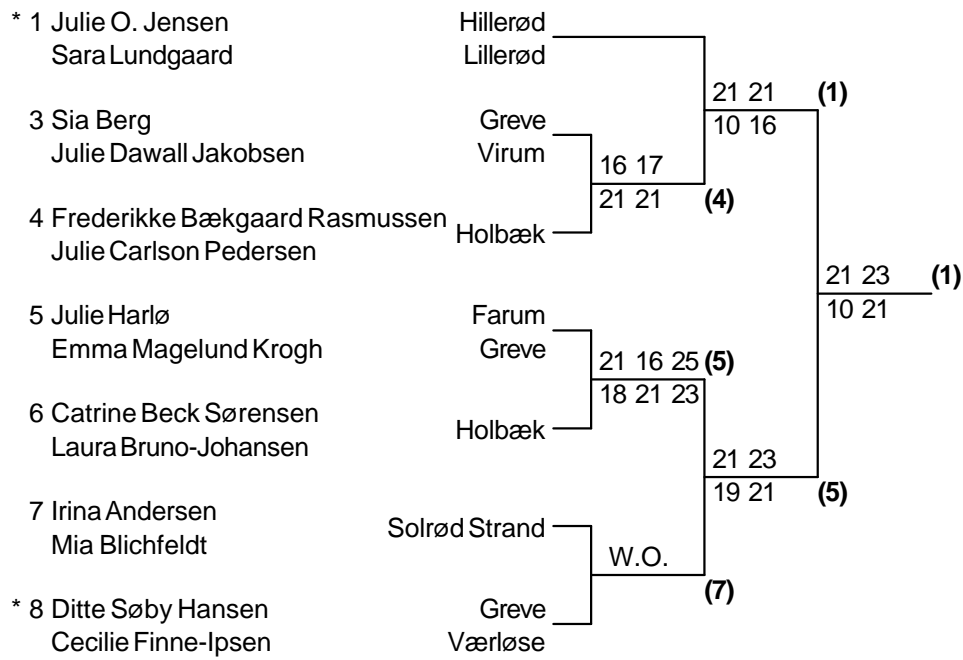 * 1 Julie O. Jensen Hillerød
Sara Lundgaard Lillerød
21 21 (1)
10 16
3 Sia Berg Greve
Julie Dawall Jakobsen Virum
16 17
21 21 (4)
4 Frederikke Bækgaard Rasmussen Holbæk
Julie Carlson Pedersen
21 23 (1)
10 21
5 Julie Harlø Farum
Emma Magelund Krogh Greve
21 16 25 (5)
18 21 23
6 Catrine Beck Sørensen Holbæk
Laura Bruno-Johansen
21 23
19 21 (5)
7 Irina Andersen Solrød Strand
Mia Blichfeldt
W.O.
(7)
* 8 Ditte Søby Hansen Greve
Cecilie Finne-Ipsen Værløse